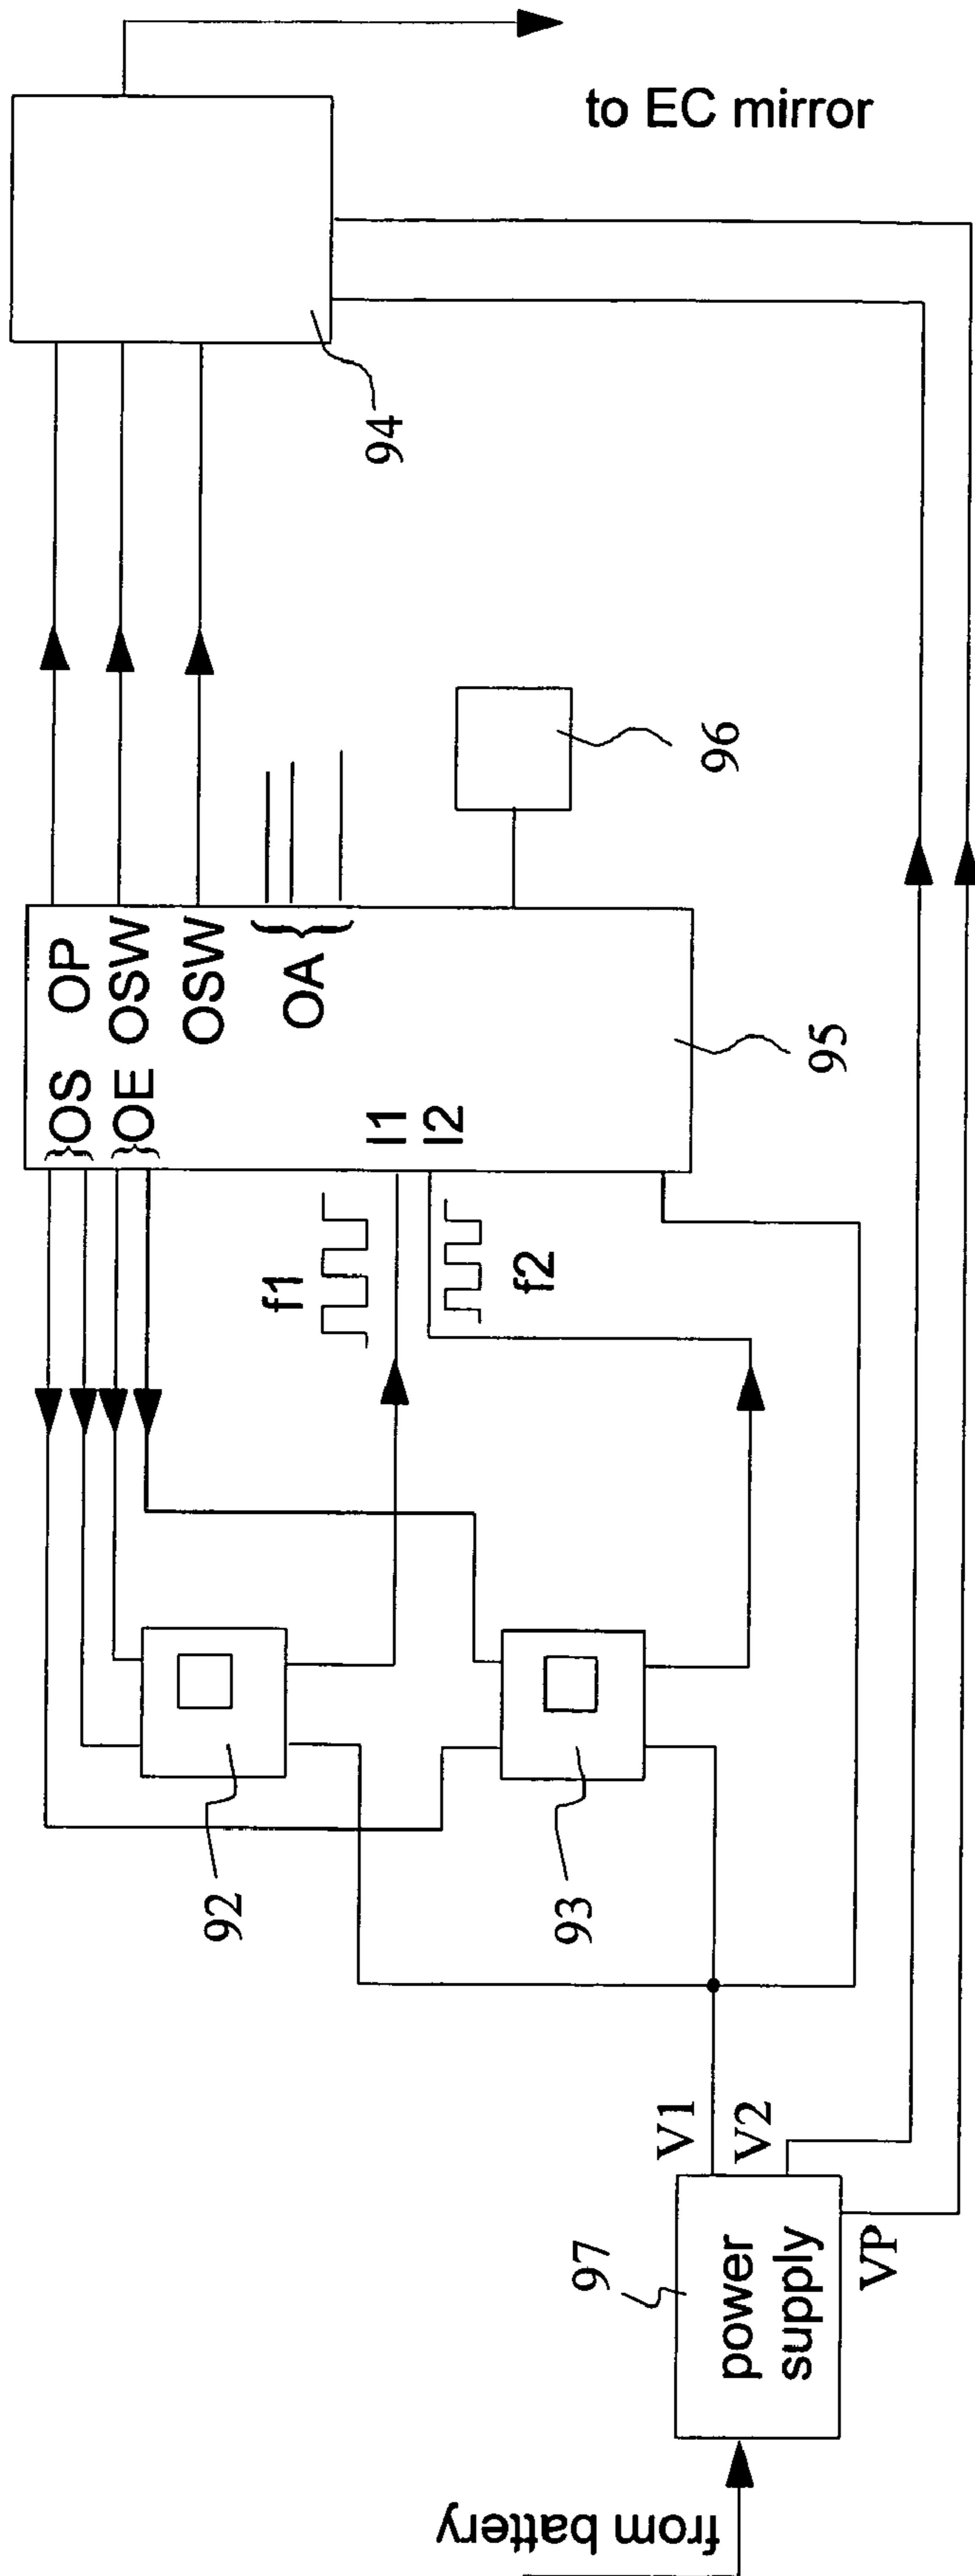 to EC mirror
94
96
OP
OSW
OSW
OA
OS
OE
I1
I2
95
f1
f2
92
93
V1
V2
VP
97
power
supply
from battery